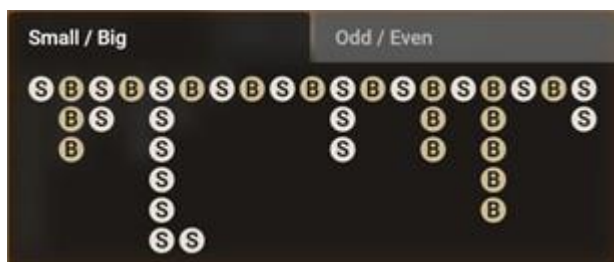 Small / Big Odd / Even
S B S B S B S B S B S B S B S B S B S
B S S S B B S
B S S B B
S B
S B
S S